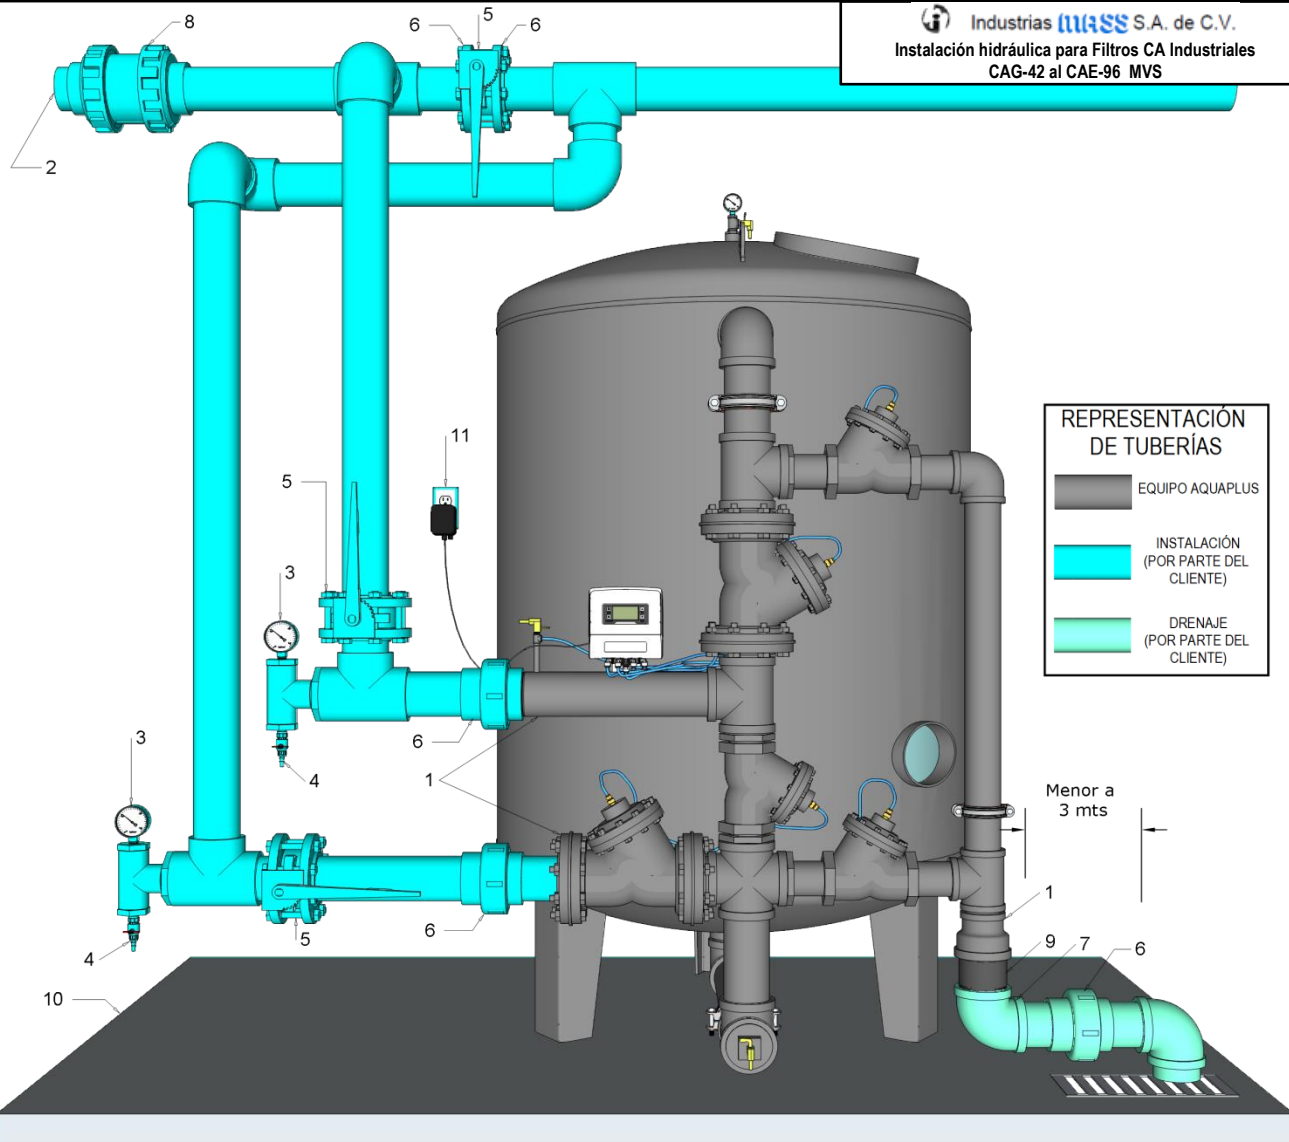 Industrias MASS S.A. de C.V.
Instalación hidráulica para Filtros CA Industriales
CAG-42 al CAE-96 MVS
8
6
5
6
2
11
5
3
6
3
4
1
5
6
4
10
REPRESENTACIÓN
DE TUBERÍAS
EQUIPO AQUAPLUS
INSTALACIÓN
(POR PARTE DEL
CLIENTE)
DRENAJE
(POR PARTE DEL
CLIENTE)
Menor a
3 mts
1
9
7
6